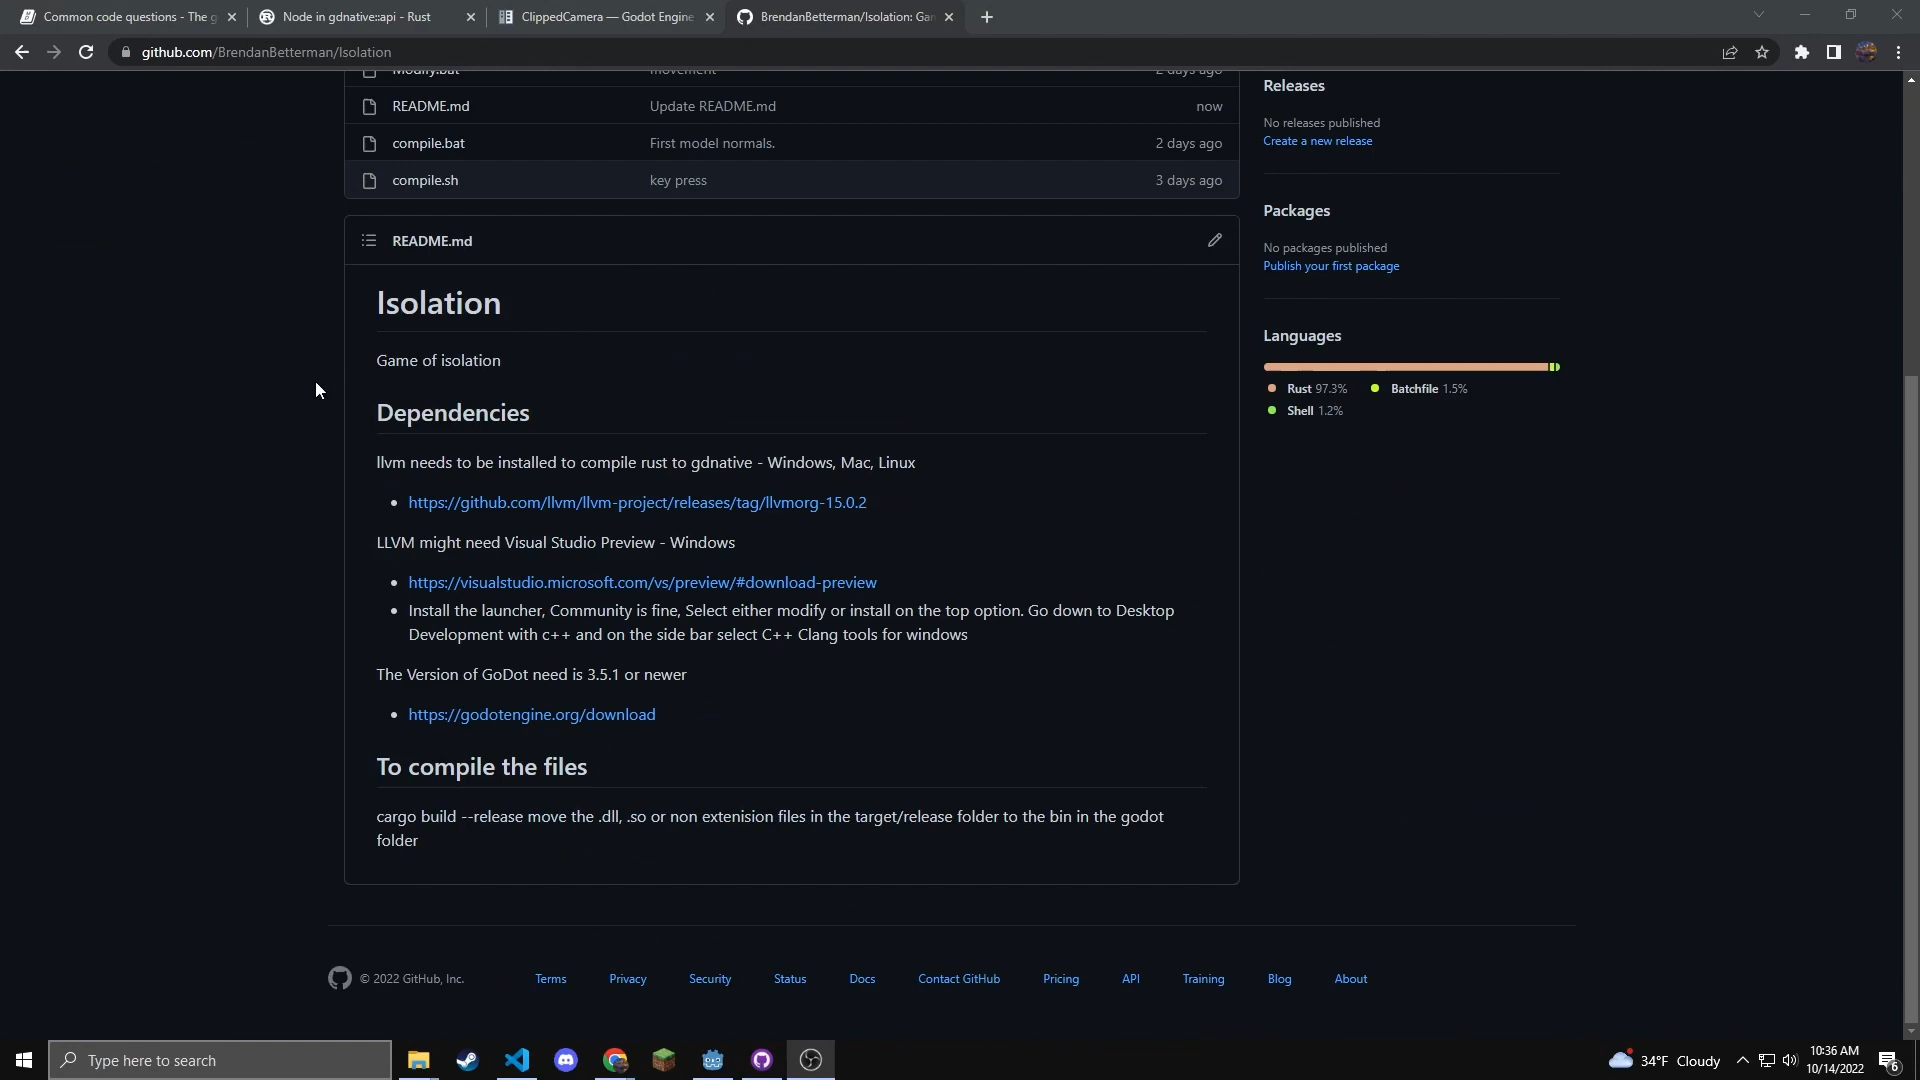 Common code questions - The g
Node in gdnative::api - Rust
ClippedCamera — Godot Engine
BrendanBetterman/Isolation: Gan
github.com/BrendanBetterman/Isolation
Modify.bat movement 2 days ago
README.md Update README.md now
compile.bat First model normals. 2 days ago
compile.sh key press 3 days ago
Releases
No releases published
Create a new release
Packages
No packages published
Publish your first package
Languages
Rust 97.3% Batchfile 1.5%
Shell 1.2%
README.md
Isolation
Game of isolation
Dependencies
llvm needs to be installed to compile rust to gdnative - Windows, Mac, Linux
https://github.com/llvm/llvm-project/releases/tag/llvmorg-15.0.2
LLVM might need Visual Studio Preview - Windows
https://visualstudio.microsoft.com/vs/preview/#download-preview
Install the launcher, Community is fine, Select either modify or install on the top option. Go down to Desktop
Development with c++ and on the side bar select C++ Clang tools for windows
The Version of GoDot need is 3.5.1 or newer
https://godotengine.org/download
To compile the files
cargo build --release move the .dll, .so or non extenision files in the target/release folder to the bin in the godot
folder
© 2022 GitHub, Inc. Terms Privacy Security Status Docs Contact GitHub Pricing API Training Blog About
Type here to search
34°F Cloudy
10:36 AM
10/14/2022
6